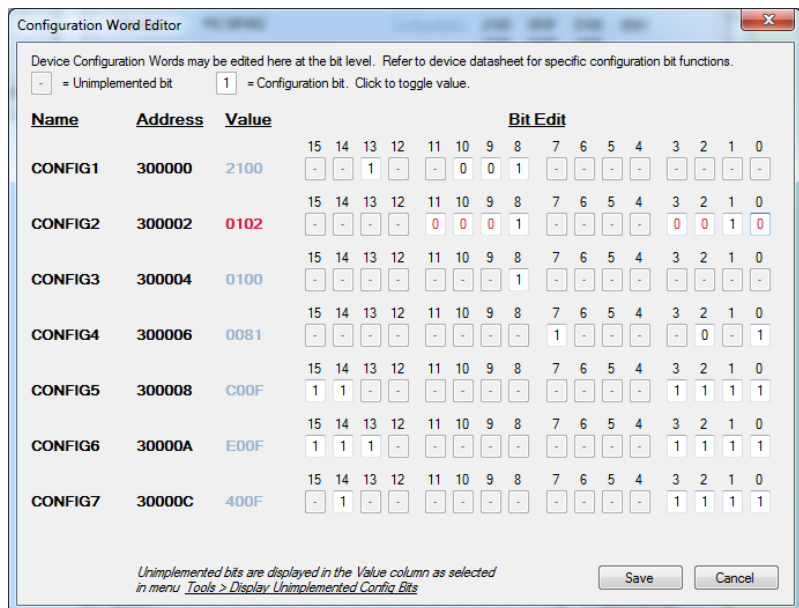 Configuration Word Editor
Device Configuration Words may be edited here at the bit level. Refer to device datasheet for specific configuration bit functions.
- = Unimplemented bit 1 = Configuration bit. Click to toggle value.
Name Address Value Bit Edit
15 14 13 12 11 10 9 8 7 6 5 4 3 2 1 0
CONFIG1 300000 2100 - - 1 - - 0 0 1 - - - - - - - -
15 14 13 12 11 10 9 8 7 6 5 4 3 2 1 0
CONFIG2 300002 0102 - - - - 0 0 0 1 - - - - 0 0 1 0
15 14 13 12 11 10 9 8 7 6 5 4 3 2 1 0
CONFIG3 300004 0100 - - - - - - - 1 - - - - - - - -
15 14 13 12 11 10 9 8 7 6 5 4 3 2 1 0
CONFIG4 300006 0081 - - - - - - - - 1 - - - - 0 - 1
15 14 13 12 11 10 9 8 7 6 5 4 3 2 1 0
CONFIG5 300008 C00F 1 1 - - - - - - - - - - 1 1 1 1
15 14 13 12 11 10 9 8 7 6 5 4 3 2 1 0
CONFIG6 30000A E00F 1 1 1 - - - - - - - - - 1 1 1 1
15 14 13 12 11 10 9 8 7 6 5 4 3 2 1 0
CONFIG7 30000C 400F - 1 - - - - - - - - - - 1 1 1 1
Unimplemented bits are displayed in the Value column as selected
in menu Tools > Display Unimplemented Config Bits
Save Cancel